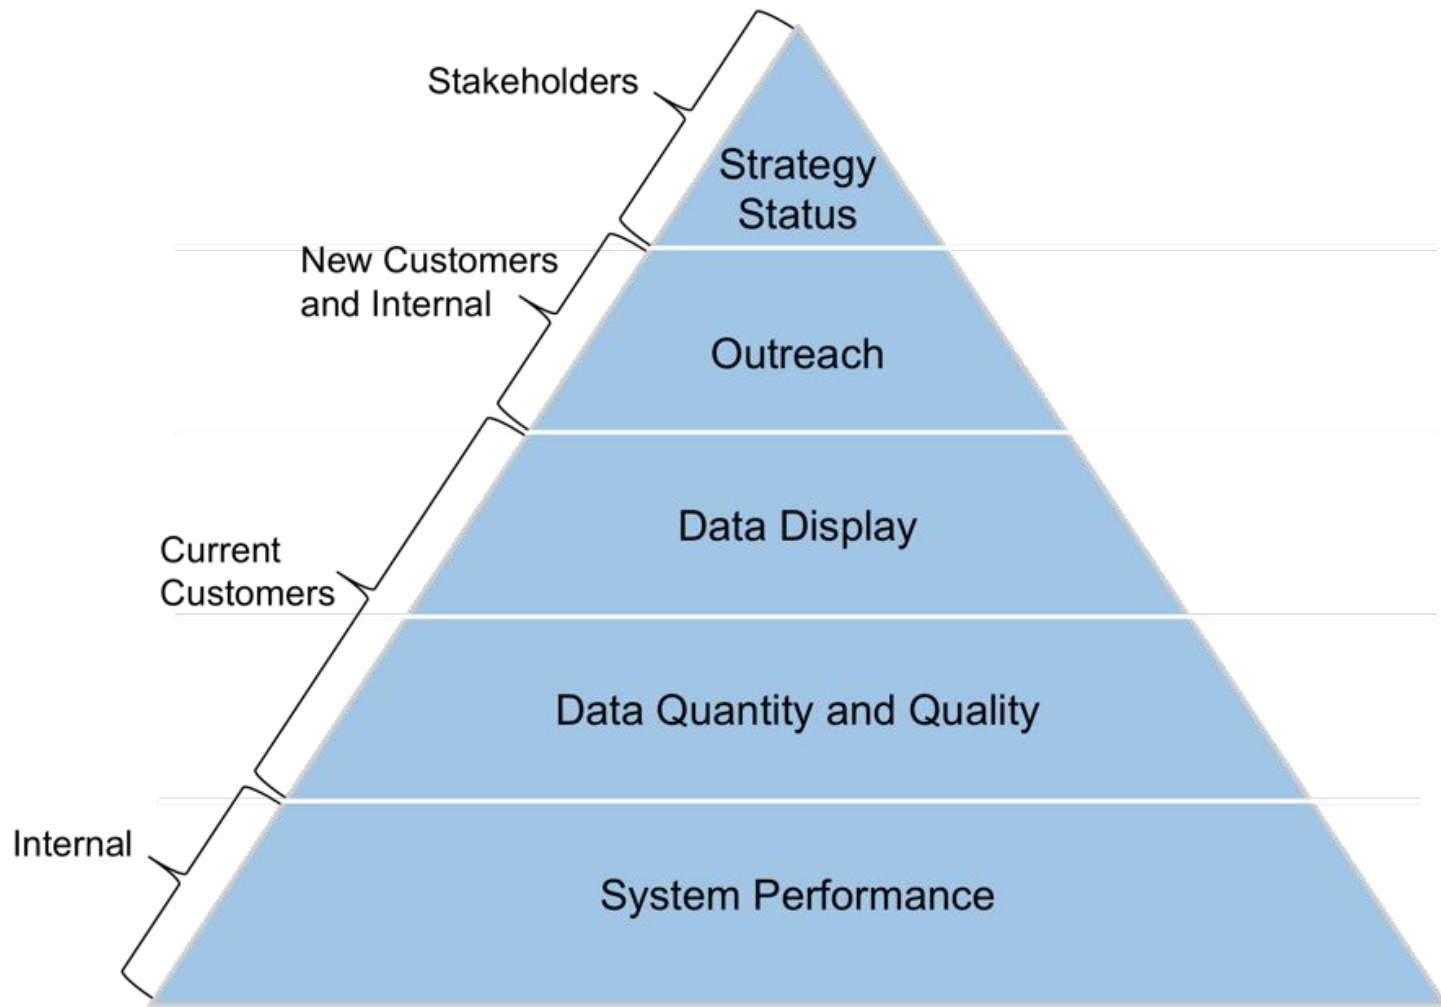 Stakeholders
Strategy
Status
New Customers
and Internal
Outreach
Data Display
Current
Customers
Data Quantity and Quality
Internal
System Performance